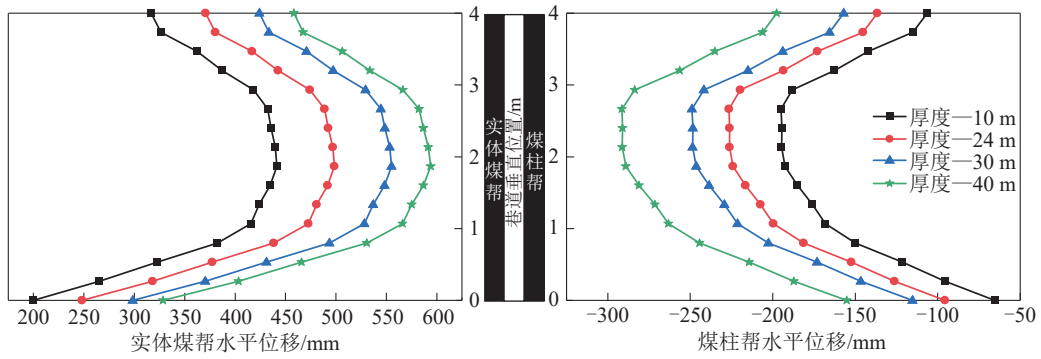 4
3
2
1
0
200 250 300 350 400 450 500 550 600
实体煤帮水平位移/mm
实体煤帮
巷道垂直位置/m
煤柱帮
4
3
2
1
0
−300 −250 −200 −150 −100 −50
煤柱帮水平位移/mm
厚度—10 m
厚度—24 m
厚度—30 m
厚度—40 m